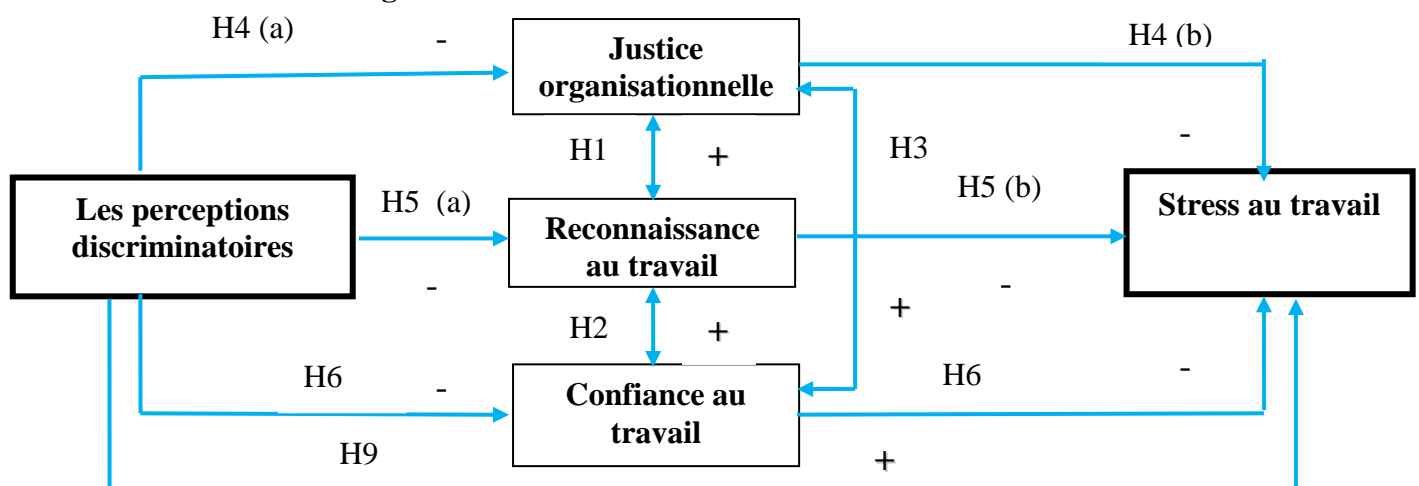 H4 (a)
-
Justice
organisationnelle
H4 (b)
-
H1
+
H3
Les perceptions
discriminatoires
H5 (a)
-
Reconnaissance
au travail
H5 (b)
-
Stress au travail
H2
+
+
H6
-
Confiance au
travail
H6
-
H9
+